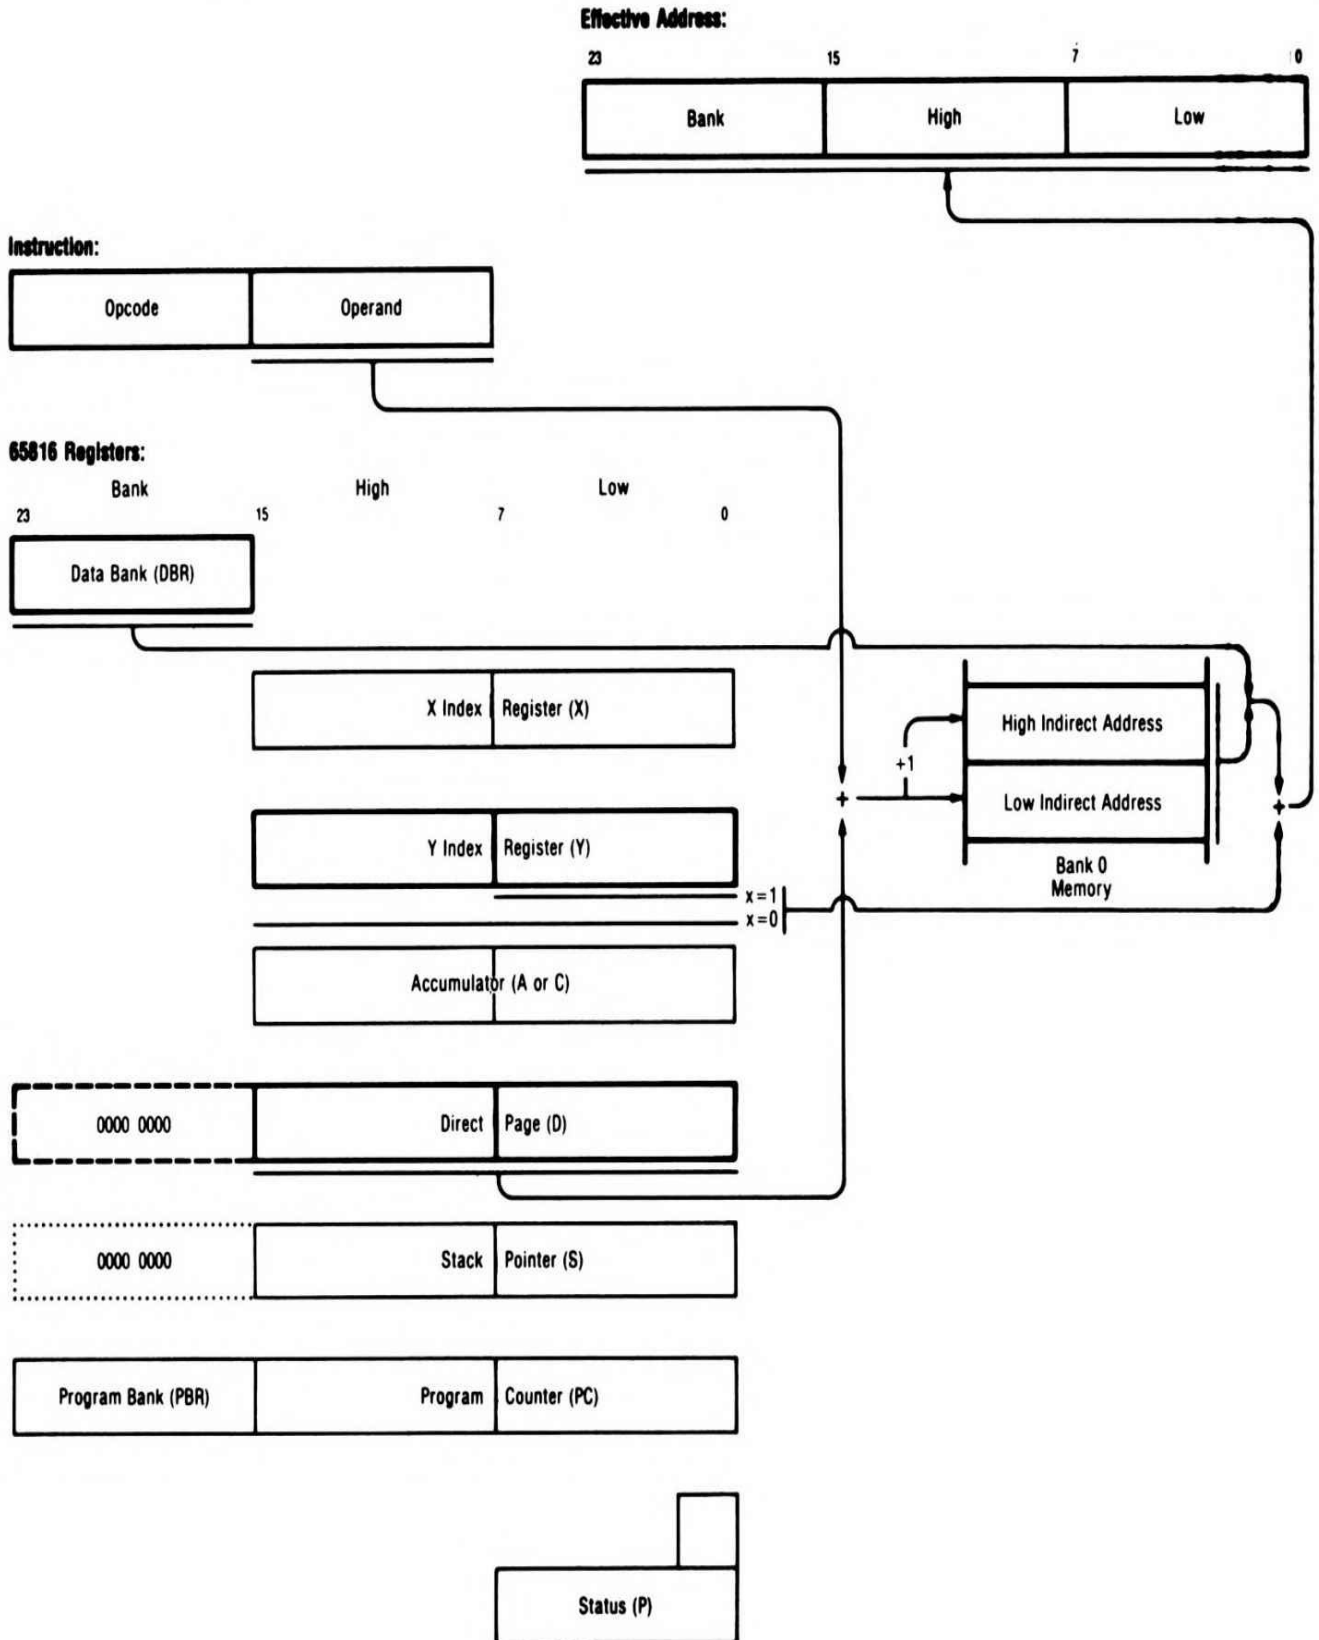 Effective Address:
23 15 7 0
Bank High Low
Instruction:
Opcode Operand
65816 Registers:
Bank High Low
23 15 7 0
Data Bank (DBR)
X Index Register (X)
High Indirect Address
+1
+ Low Indirect Address +
Y Index Register (Y)
Bank 0
Memory
x=1
x=0
Accumulator (A or C)
0000 0000 Direct Page (D)
0000 0000 Stack Pointer (S)
Program Bank (PBR) Program Counter (PC)
Status (P)